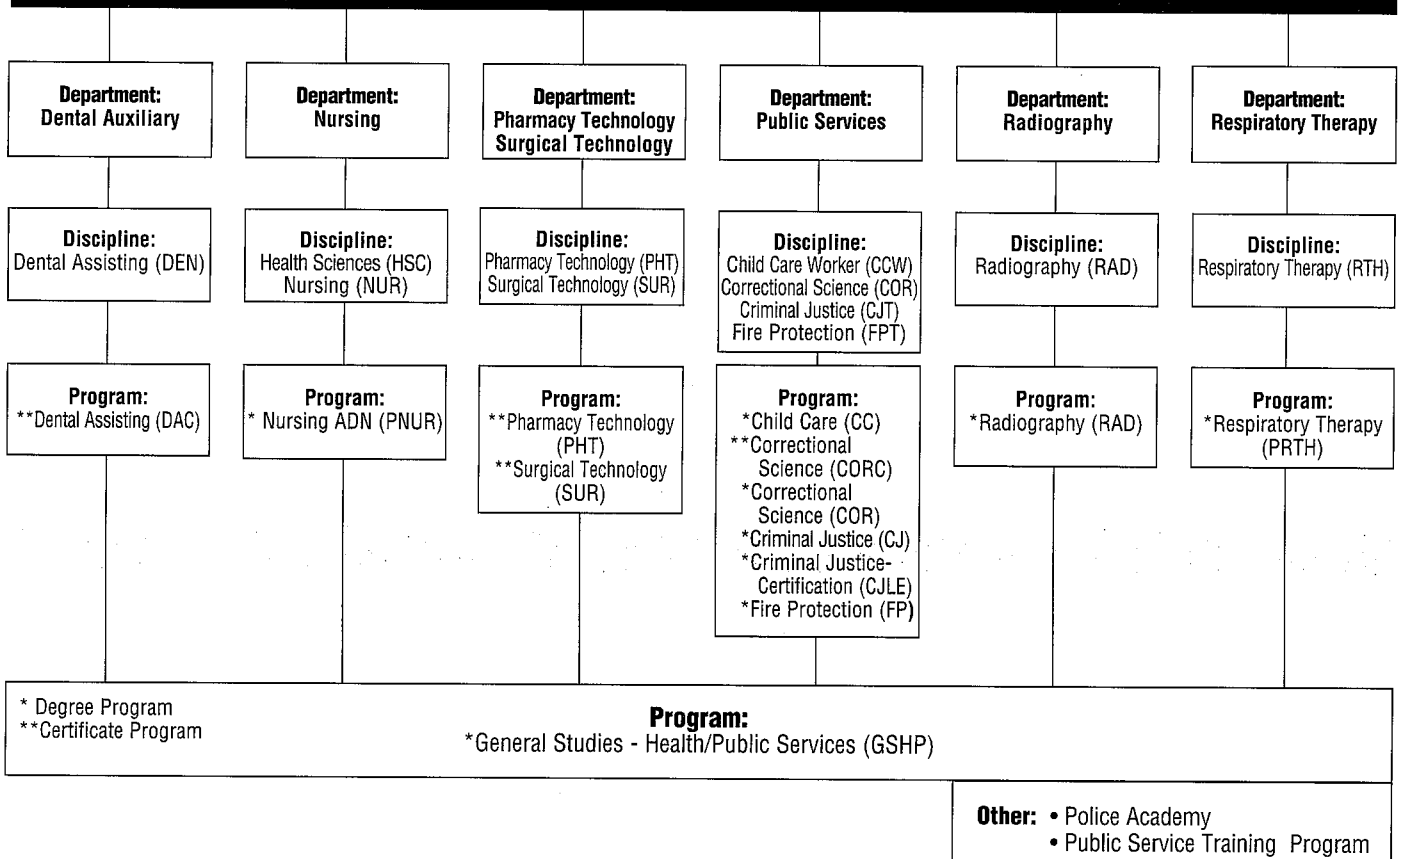 Department:
Dental Auxiliary
Department:
Nursing
Department:
Pharmacy Technology
Surgical Technology
Department:
Public Services
Department:
Radiography
Department:
Respiratory Therapy
Discipline:
Dental Assisting (DEN)
Discipline:
Health Sciences (HSC)
Nursing (NUR)
Discipline:
Pharmacy Technology (PHT)
Surgical Technology (SUR)
Discipline:
Child Care Worker (CCW)
Correctional Science (COR)
Criminal Justice (CJT)
Fire Protection (FPT)
Discipline:
Radiography (RAD)
Discipline:
Respiratory Therapy (RTH)
Program:
**Dental Assisting (DAC)
Program:
* Nursing ADN (PNUR)
Program:
**Pharmacy Technology
(PHT)
**Surgical Technology
(SUR)
Program:
*Child Care (CC)
**Correctional
Science (CORC)
*Correctional
Science (COR)
*Criminal Justice (CJ)
*Criminal Justice-
Certification (CJLE)
*Fire Protection (FP)
Program:
*Radiography (RAD)
Program:
*Respiratory Therapy
(PRTH)
* Degree Program
**Certificate Program
Program:
*General Studies - Health/Public Services (GSHP)
Other: • Police Academy
• Public Service Training Program